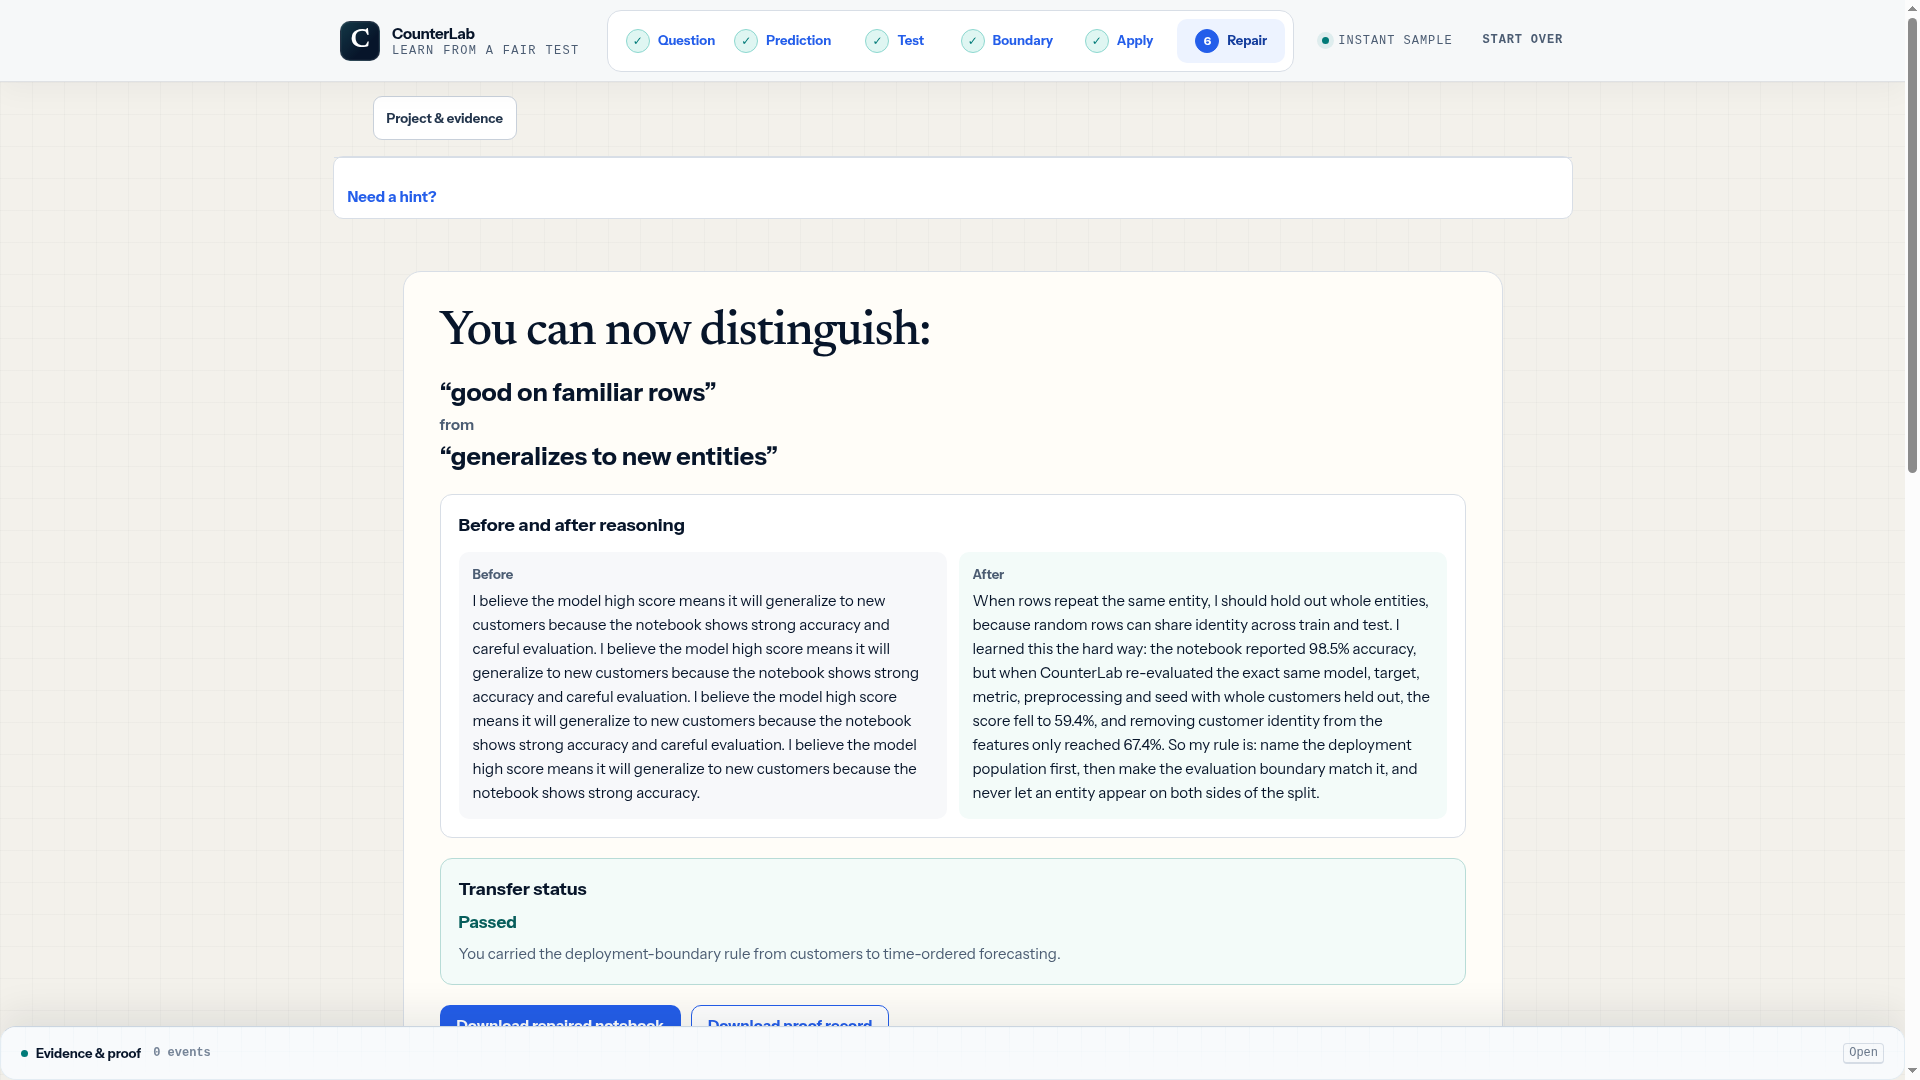 C
CounterLab
LEARN FROM A FAIR TEST
✓ Question
✓ Prediction
✓ Test
✓ Boundary
✓ Apply
6 Repair
INSTANT SAMPLE
START OVER
Project & evidence
Need a hint?
You can now distinguish:
“good on familiar rows”
from
“generalizes to new entities”
Before and after reasoning
Before
I believe the model high score means it will generalize to new
customers because the notebook shows strong accuracy and
careful evaluation. I believe the model high score means it will
generalize to new customers because the notebook shows strong
accuracy and careful evaluation. I believe the model high score
means it will generalize to new customers because the notebook
shows strong accuracy and careful evaluation. I believe the model
high score means it will generalize to new customers because the
notebook shows strong accuracy.
After
When rows repeat the same entity, I should hold out whole entities,
because random rows can share identity across train and test. I
learned this the hard way: the notebook reported 98.5% accuracy,
but when CounterLab re-evaluated the exact same model, target,
metric, preprocessing and seed with whole customers held out, the
score fell to 59.4%, and removing customer identity from the
features only reached 67.4%. So my rule is: name the deployment
population first, then make the evaluation boundary match it, and
never let an entity appear on both sides of the split.
Transfer status
Passed
You carried the deployment-boundary rule from customers to time-ordered forecasting.
Download repaired notebook
Download proof record
Evidence & proof
0 events
Open